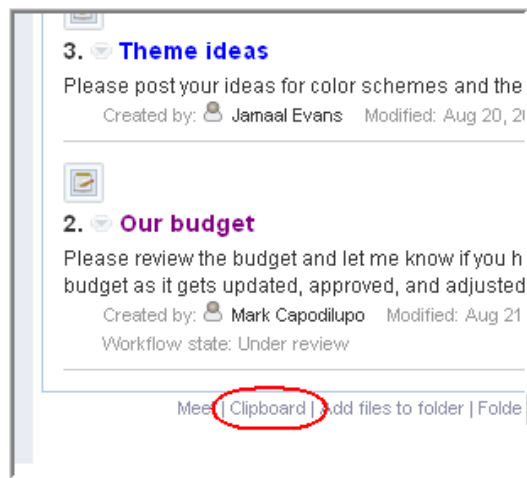 3. Theme ideas
Please post your ideas for color schemes and the
Created by: Jamaal Evans Modified: Aug 20, 2
2. Our budget
Please review the budget and let me know if you h
budget as it gets updated, approved, and adjusted
Created by: Mark Capodilupo Modified: Aug 21
Workflow state: Under review
Meet | Clipboard | Add files to folder | Folde